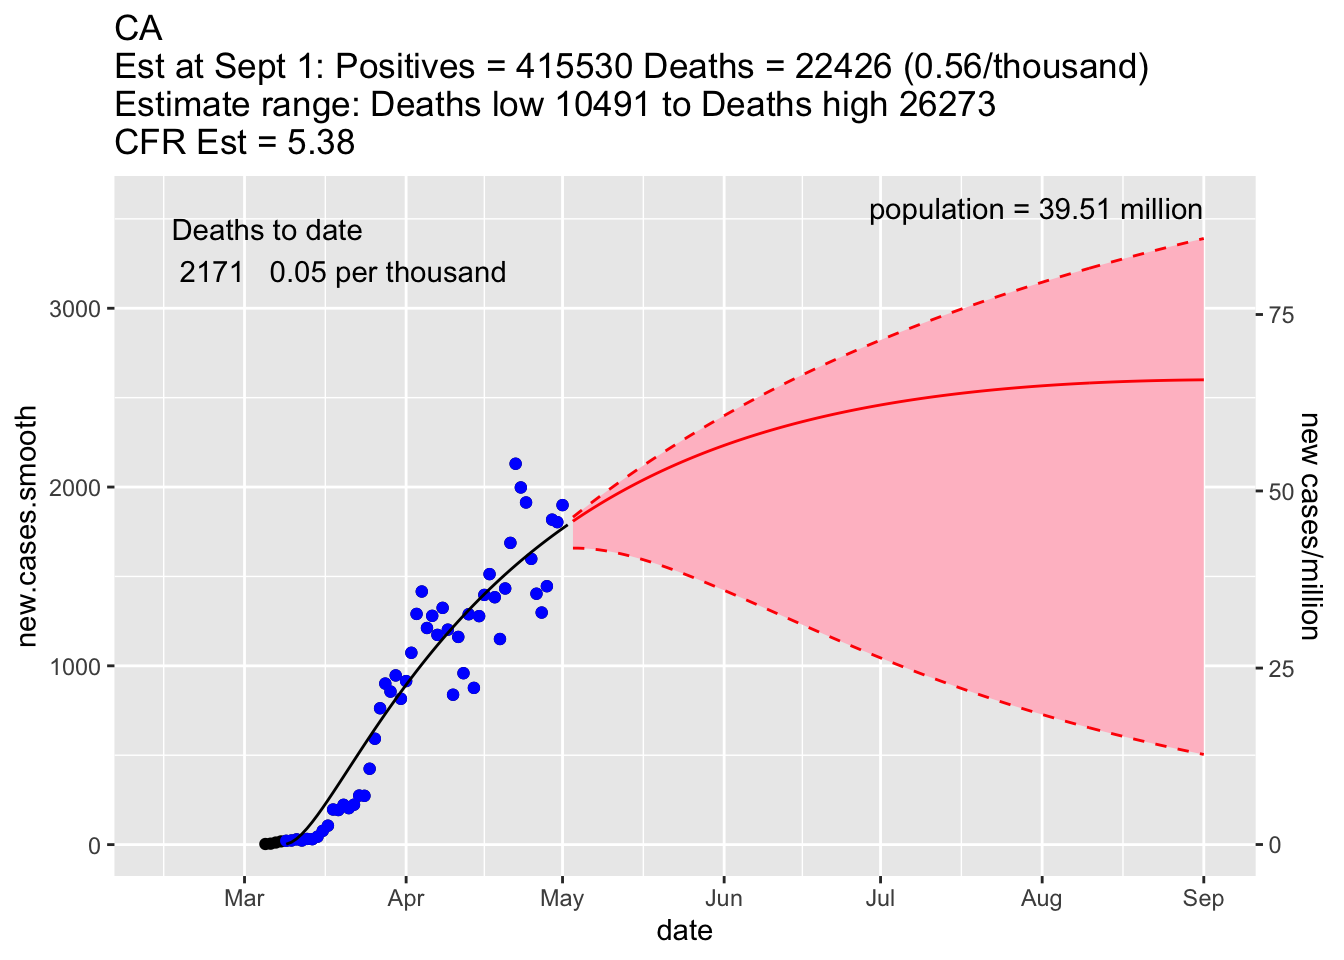 CA
Est at Sept 1: Positives = 415530 Deaths = 22426 (0.56/thousand)
Estimate range: Deaths low 10491 to Deaths high 26273
CFR Est = 5.38
population = 39.51 million
Deaths to date
2171 0.05 per thousand
3000
2000
1000
0
new.cases.smooth
75
50
25
0
new cases/million
Mar Apr May Jun Jul Aug Sep
date